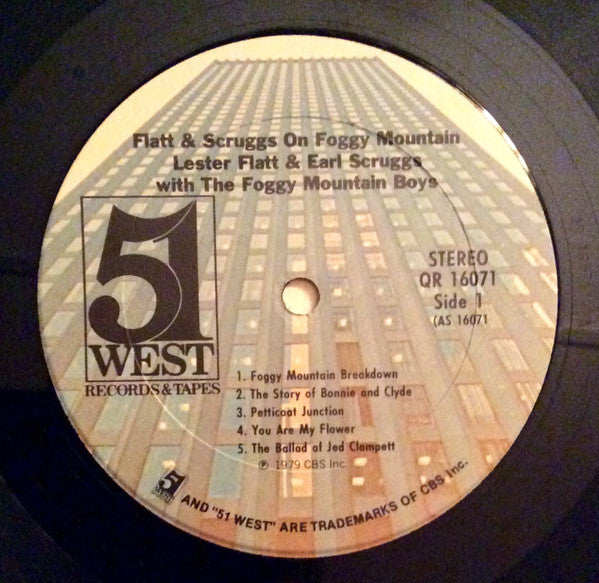 Flatt & Scruggs On Foggy Mountain
Lester Flatt & Earl Scruggs
with The Foggy Mountain Boys
51
WEST
RECORDS & TAPES
STEREO
QR 16071
Side 1
(AS 16071
1. Foggy Mountain Breakdown
2. The Story of Bonnie and Clyde
3. Petticoat Junction
4. You Are My Flower
5. The Ballad of Jed Clampett
℗ 1979 CBS Inc.
51
WEST
AND "51 WEST" ARE TRADEMARKS OF CBS Inc.